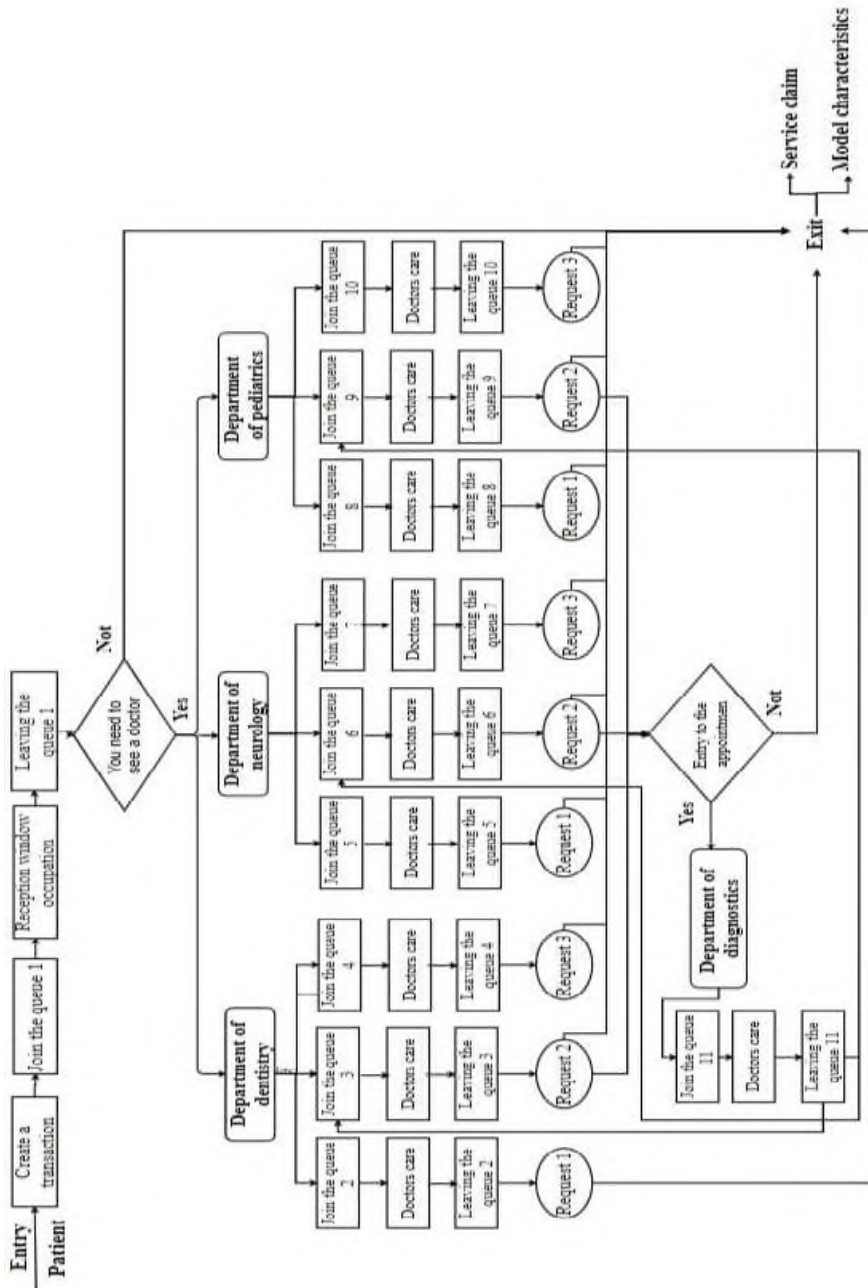 Entry
Patient
Create a
transaction
Join the queue 1
Reception window
occupation
Leaving the
queue 1
You need to
see a doctor
Not
Yes
Department of
dentistry
Department of
neurology
Department
of pediatrics
Join the queue
2
Join the queue
3
Join the queue
4
Join the queue
5
Join the queue
6
Join the queue
Join the queue
8
Join the queue
9
Join the queue
10
Doctors care
Doctors care
Doctors care
Doctors care
Doctors care
Doctors care
Doctors care
Doctors care
Doctors care
Leaving the
queue 2
Leaving the
queue 3
Leaving the
queue 4
Leaving the
queue 5
Leaving the
queue 6
Leaving the
queue 7
Leaving the
queue 8
Leaving the
queue 9
Leaving the
queue 10
Request 1
Request 2
Request 3
Request 1
Request 2
Request 3
Request 1
Request 2
Request 3
Entry to the
appointment
Yes
Not
Department of
diagnostics
Join the queue
11
Doctors care
Leaving the
queue 11
Exit
Service claim
Model characteristics